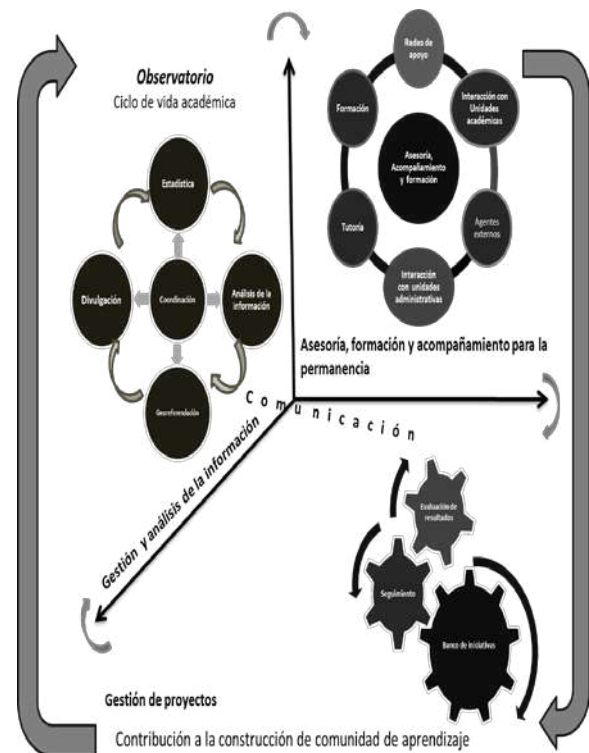 Observatorio
Ciclo de vida académica
Estadística
Divulgación
Coordinación
Análisis de la
información
Georeferenciación
Redes de
apoyo
Formación
Interacción con
Unidades
académicas
Asesoría,
Acompañamiento
y formación
Tutoría
Agentes
externos
Interacción
con unidades
administrativas
Asesoría, formación y acompañamiento para la
permanencia
Comunicación
Gestión y análisis de la información
Evaluación de
resultados
Seguimiento
Banco de iniciativas
Gestión de proyectos
Contribución a la construcción de comunidad de aprendizaje